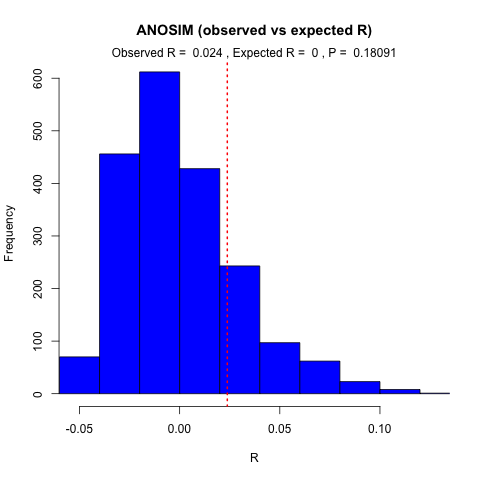 ANOSIM (observed vs expected R)
Observed R =  0.024 , Expected R =  0 , P =  0.18091
Frequency
600
500
400
300
200
100
0
-0.05
0.00
0.05
0.10
R